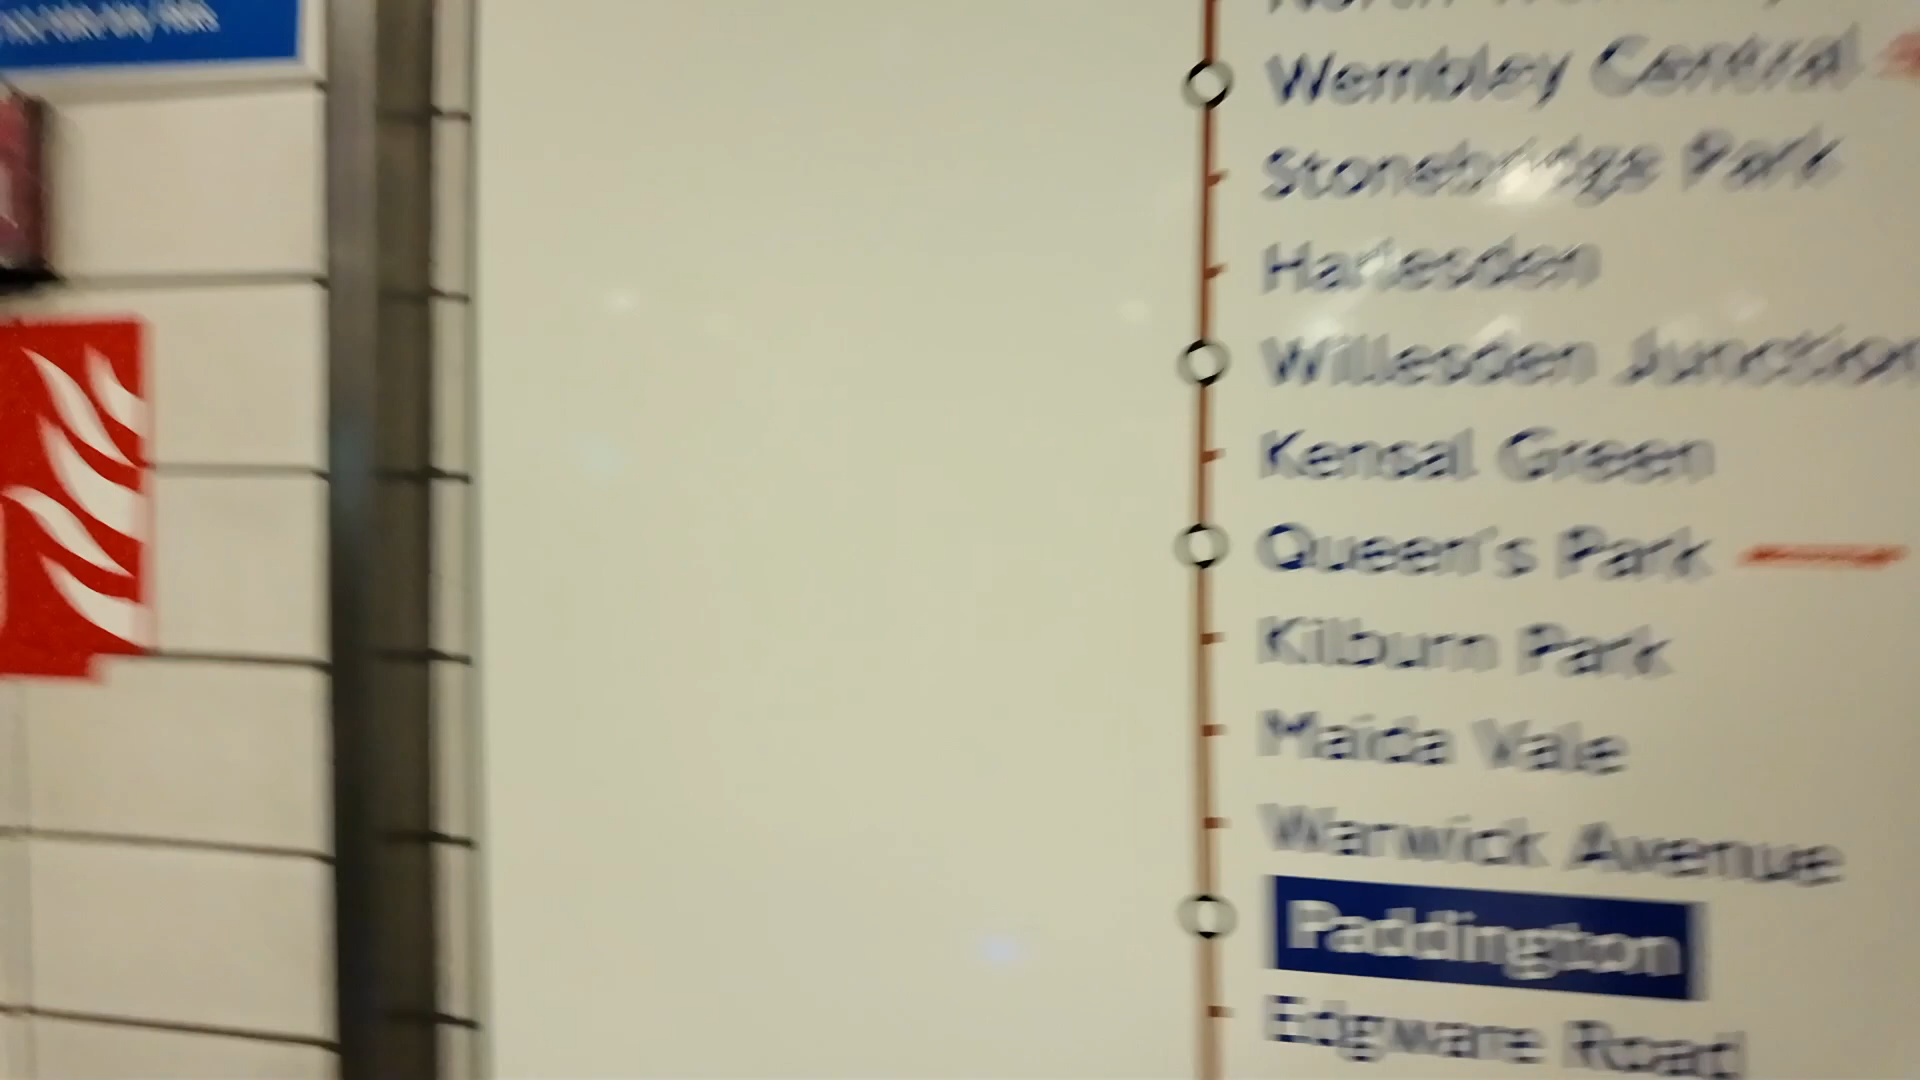 Wembley Central
Stonebridge Park
Harlesden
Willesden Junction
Kensal Green
Queen's Park
Kilburn Park
Maida Vale
Warwick Avenue
Paddington
Edgware Road